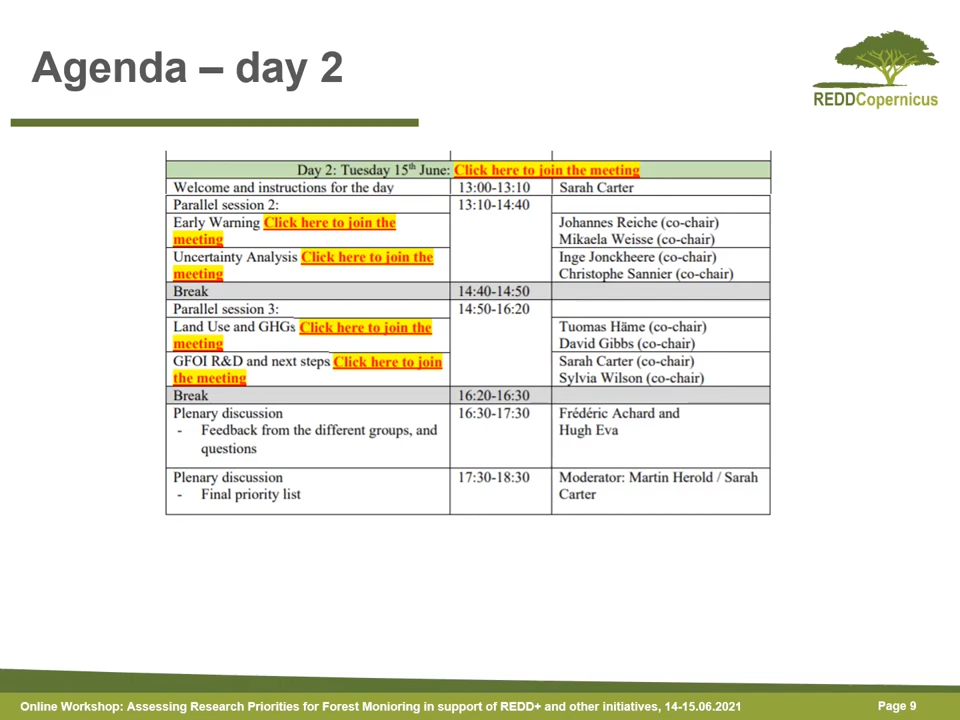 Agenda – day 2
REDDCopernicus
Day 2: Tuesday 15th June: Click here to join the meeting
Welcome and instructions for the day 13:00-13:10 Sarah Carter
Parallel session 2: 13:10-14:40
Early Warning Click here to join the meeting Johannes Reiche (co-chair)
Mikaela Weisse (co-chair)
Uncertainty Analysis Click here to join the meeting Inge Jonckheere (co-chair)
Christophe Sannier (co-chair)
Break 14:40-14:50
Parallel session 3: 14:50-16:20
Land Use and GHGs Click here to join the meeting Tuomas Häme (co-chair)
David Gibbs (co-chair)
GFOI R&D and next steps Click here to join the meeting Sarah Carter (co-chair)
Sylvia Wilson (co-chair)
Break 16:20-16:30
Plenary discussion 16:30-17:30 Frédéric Achard and
- Feedback from the different groups, and Hugh Eva
questions
Plenary discussion 17:30-18:30 Moderator: Martin Herold / Sarah
- Final priority list Carter
Online Workshop: Assessing Research Priorities for Forest Monioring in support of REDD+ and other initiatives, 14-15.06.2021 Page 9